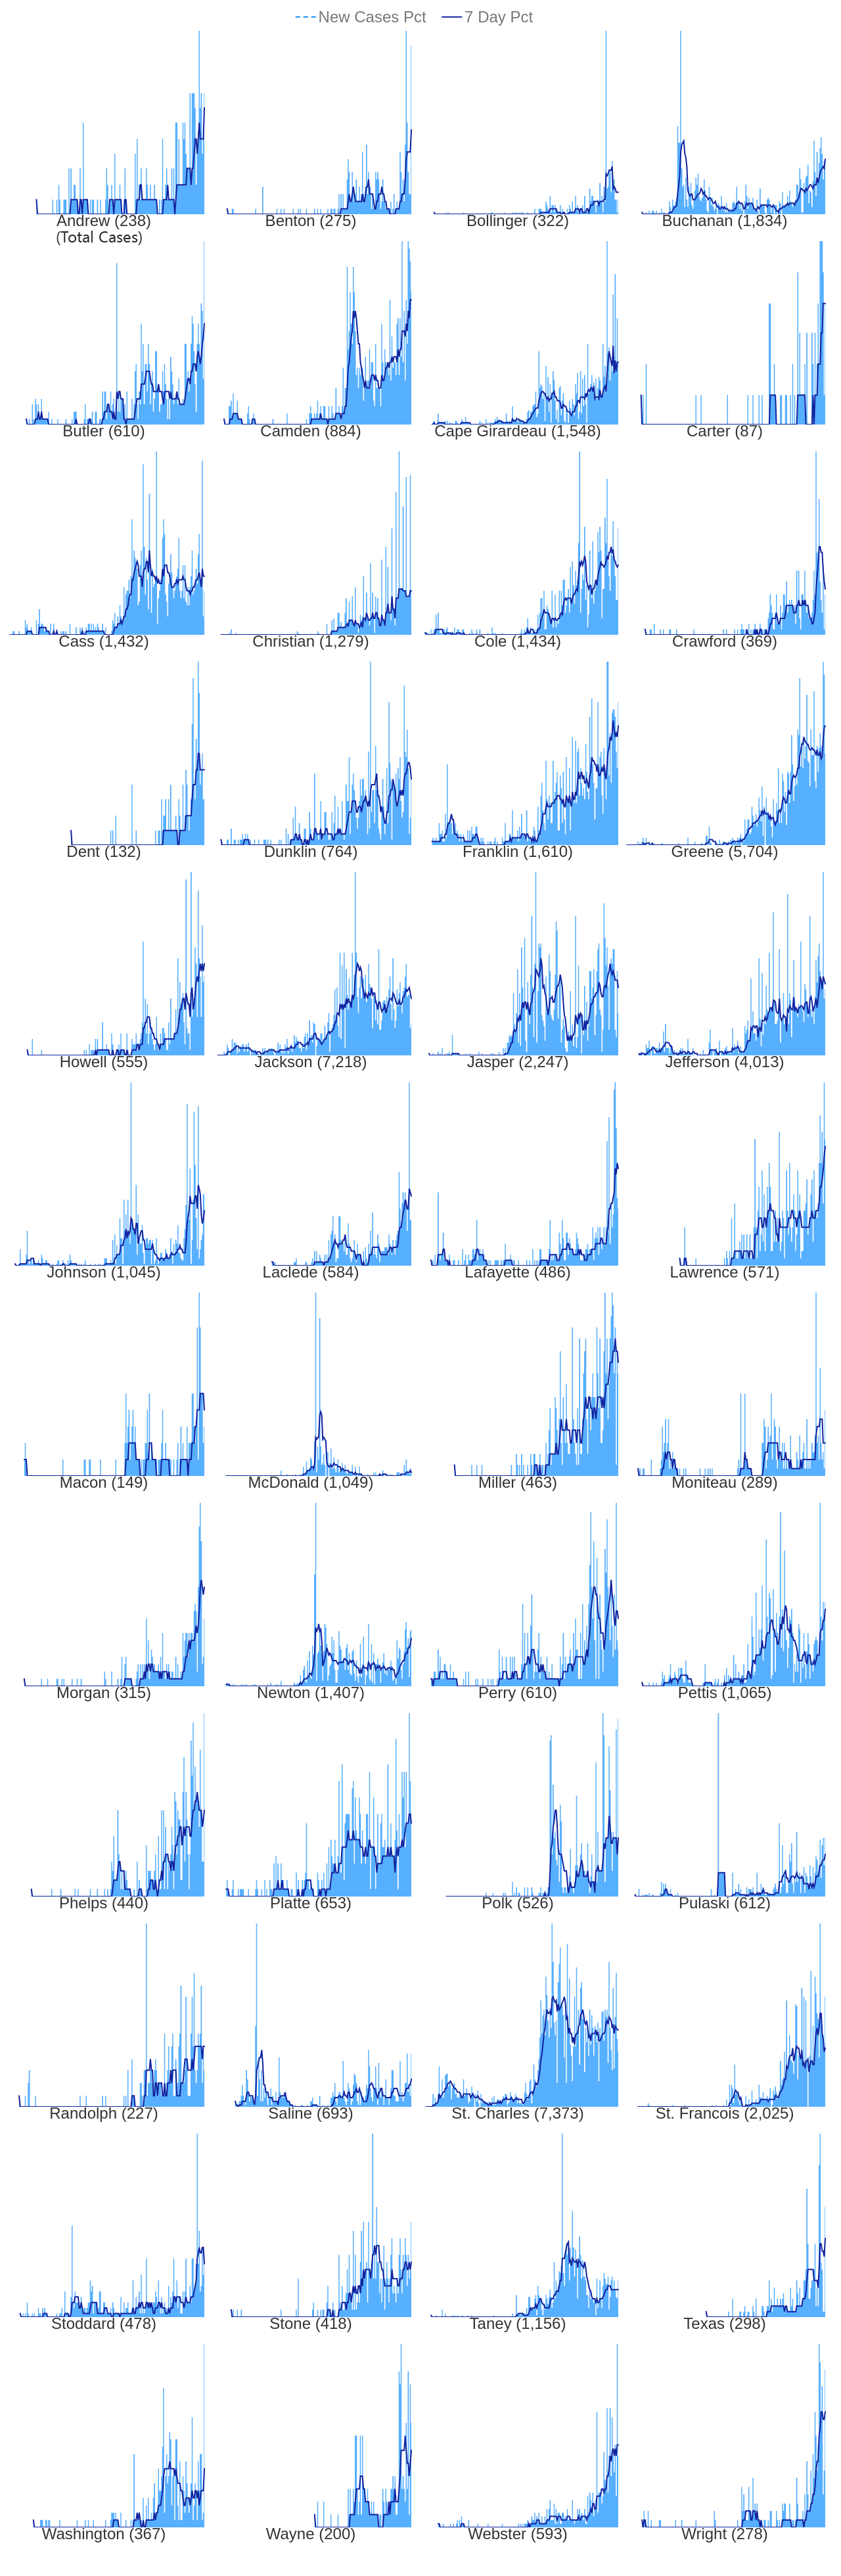 New Cases Pct 7 Day Pct
Andrew (238) Benton (275) Bollinger (322) Buchanan (1,834)
(Total Cases)
Butler (610) Camden (884) Cape Girardeau (1,548) Carter (87)
Cass (1,432) Christian (1,279) Cole (1,434) Crawford (369)
Dent (132) Dunklin (764) Franklin (1,610) Greene (5,704)
Howell (555) Jackson (7,218) Jasper (2,247) Jefferson (4,013)
Johnson (1,045) Laclede (584) Lafayette (486) Lawrence (571)
Macon (149) McDonald (1,049) Miller (463) Moniteau (289)
Morgan (315) Newton (1,407) Perry (610) Pettis (1,065)
Phelps (440) Platte (653) Polk (526) Pulaski (612)
Randolph (227) Saline (693) St. Charles (7,373) St. Francois (2,025)
Stoddard (478) Stone (418) Taney (1,156) Texas (298)
Washington (367) Wayne (200) Webster (593) Wright (278)